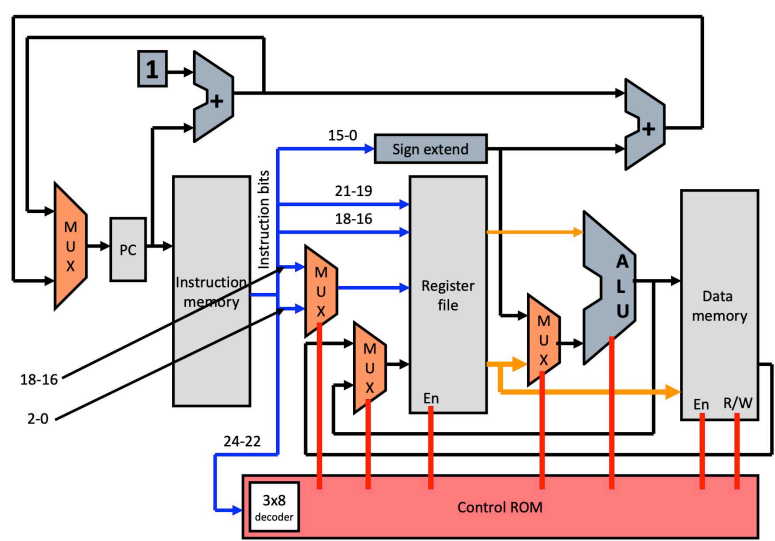 1
+
15-0
Sign extend
+
Instruction bits
21-19
18-16
MUX
PC
Instruction
memory
MUX
Register
file
En
ALU
Data
memory
En
R/W
MUX
MUX
18-16
2-0
24-22
3x8
decoder
Control ROM